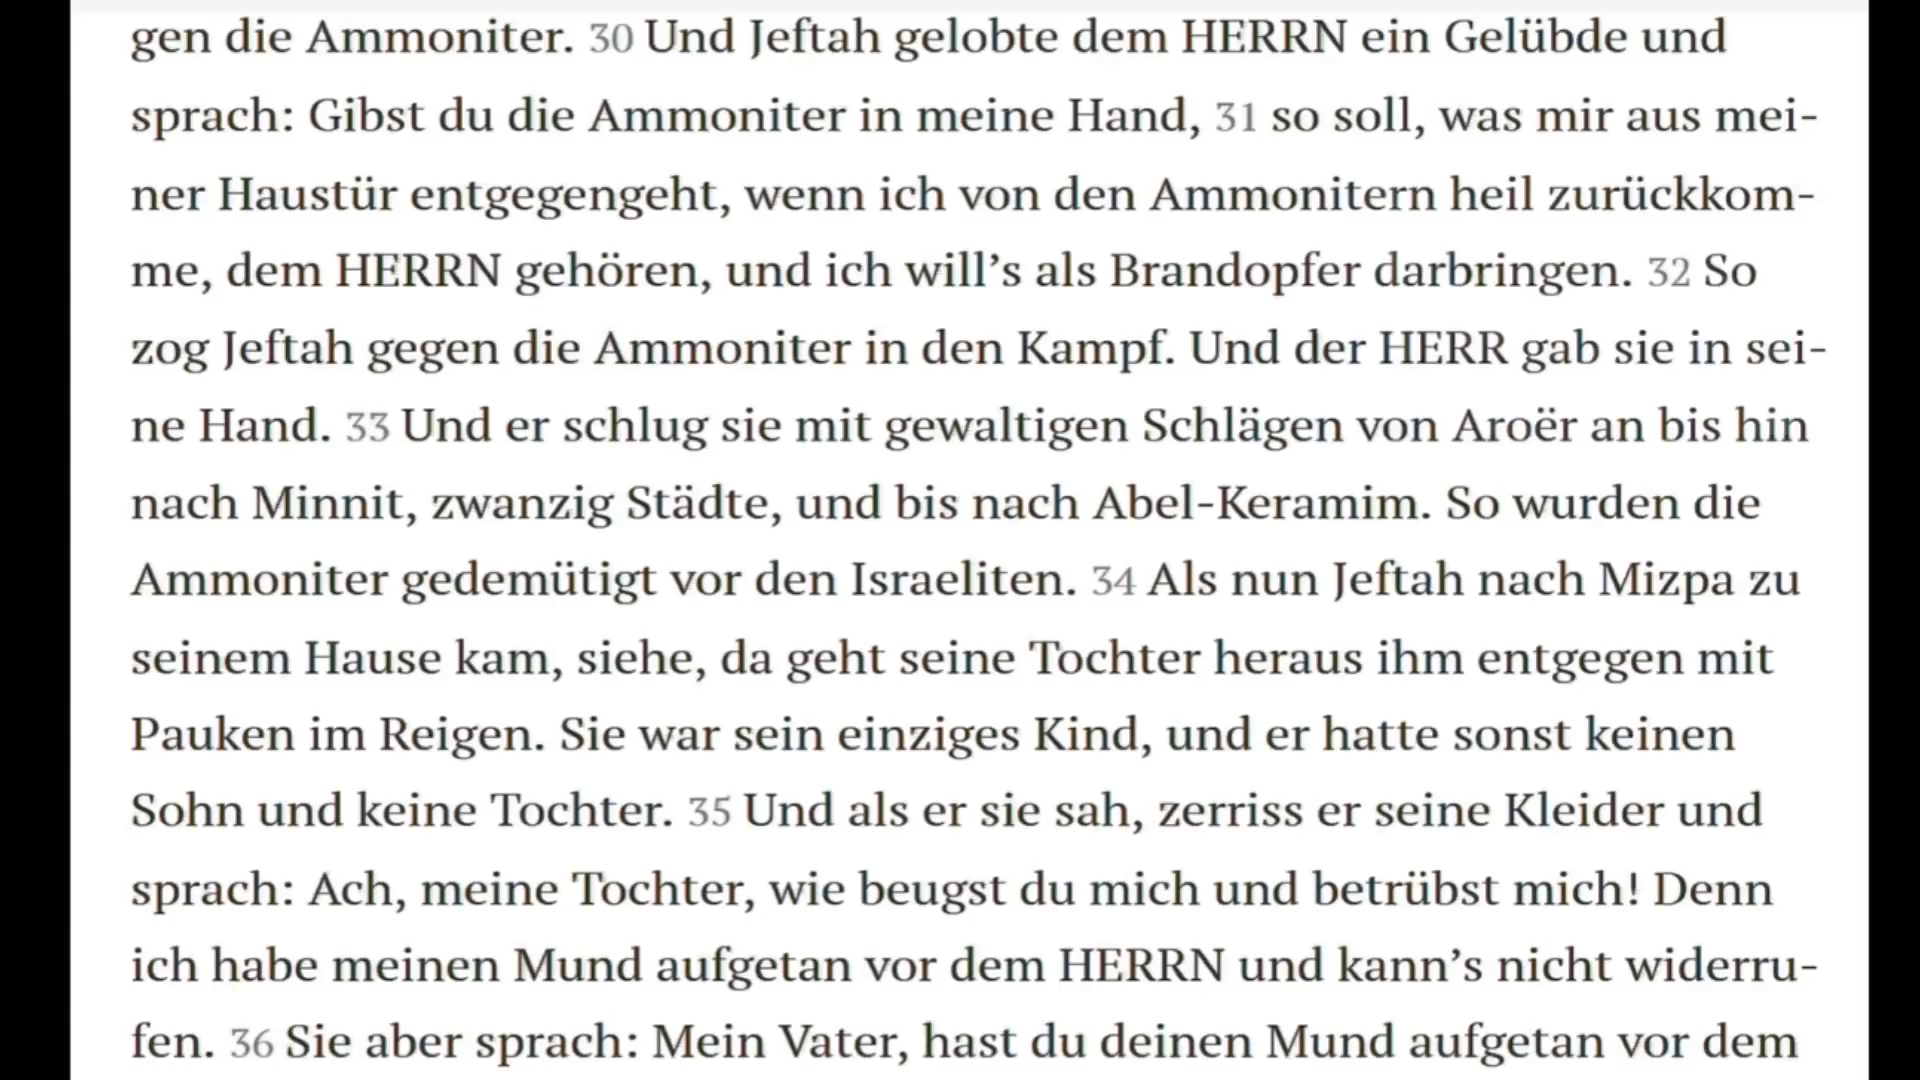 gen die Ammoniter. 30 Und Jeftah gelobte dem HERRN ein Gelübde und
sprach: Gibst du die Ammoniter in meine Hand, 31 so soll, was mir aus mei-
ner Haustür entgegengeht, wenn ich von den Ammonitern heil zurückkom-
me, dem HERRN gehören, und ich will’s als Brandopfer darbringen. 32 So
zog Jeftah gegen die Ammoniter in den Kampf. Und der HERR gab sie in sei-
ne Hand. 33 Und er schlug sie mit gewaltigen Schlägen von Aroër an bis hin
nach Minnit, zwanzig Städte, und bis nach Abel-Keramim. So wurden die
Ammoniter gedemütigt vor den Israeliten. 34 Als nun Jeftah nach Mizpa zu
seinem Hause kam, siehe, da geht seine Tochter heraus ihm entgegen mit
Pauken im Reigen. Sie war sein einziges Kind, und er hatte sonst keinen
Sohn und keine Tochter. 35 Und als er sie sah, zerriss er seine Kleider und
sprach: Ach, meine Tochter, wie beugst du mich und betrübst mich! Denn
ich habe meinen Mund aufgetan vor dem HERRN und kann’s nicht widerru-
fen. 36 Sie aber sprach: Mein Vater, hast du deinen Mund aufgetan vor dem